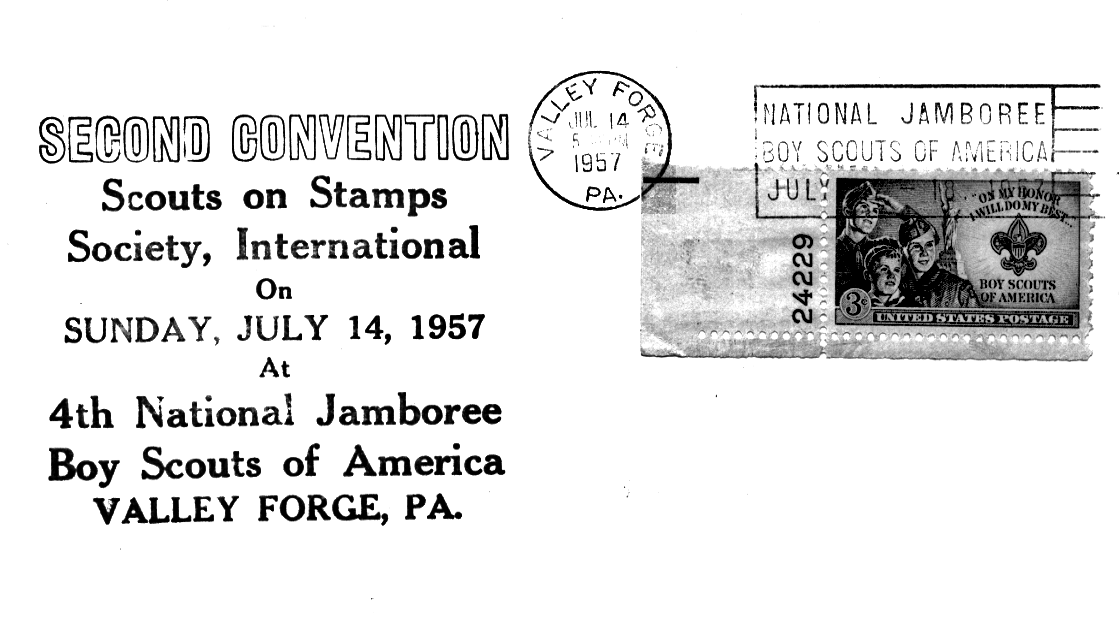 SECOND CONVENTION
Scouts on Stamps
Society, International
On
SUNDAY, JULY 14, 1957
At
4th National Jamboree
Boy Scouts of America
VALLEY FORGE, PA.
VALLEY FORGE
JUL 14
1957
PA.
NATIONAL JAMBOREE
BOY SCOUTS OF AMERICA
JULY
24229
"ON MY HONOR
I WILL DO MY BEST...
BOY SCOUTS
OF AMERICA
3¢
UNITED STATES POSTAGE